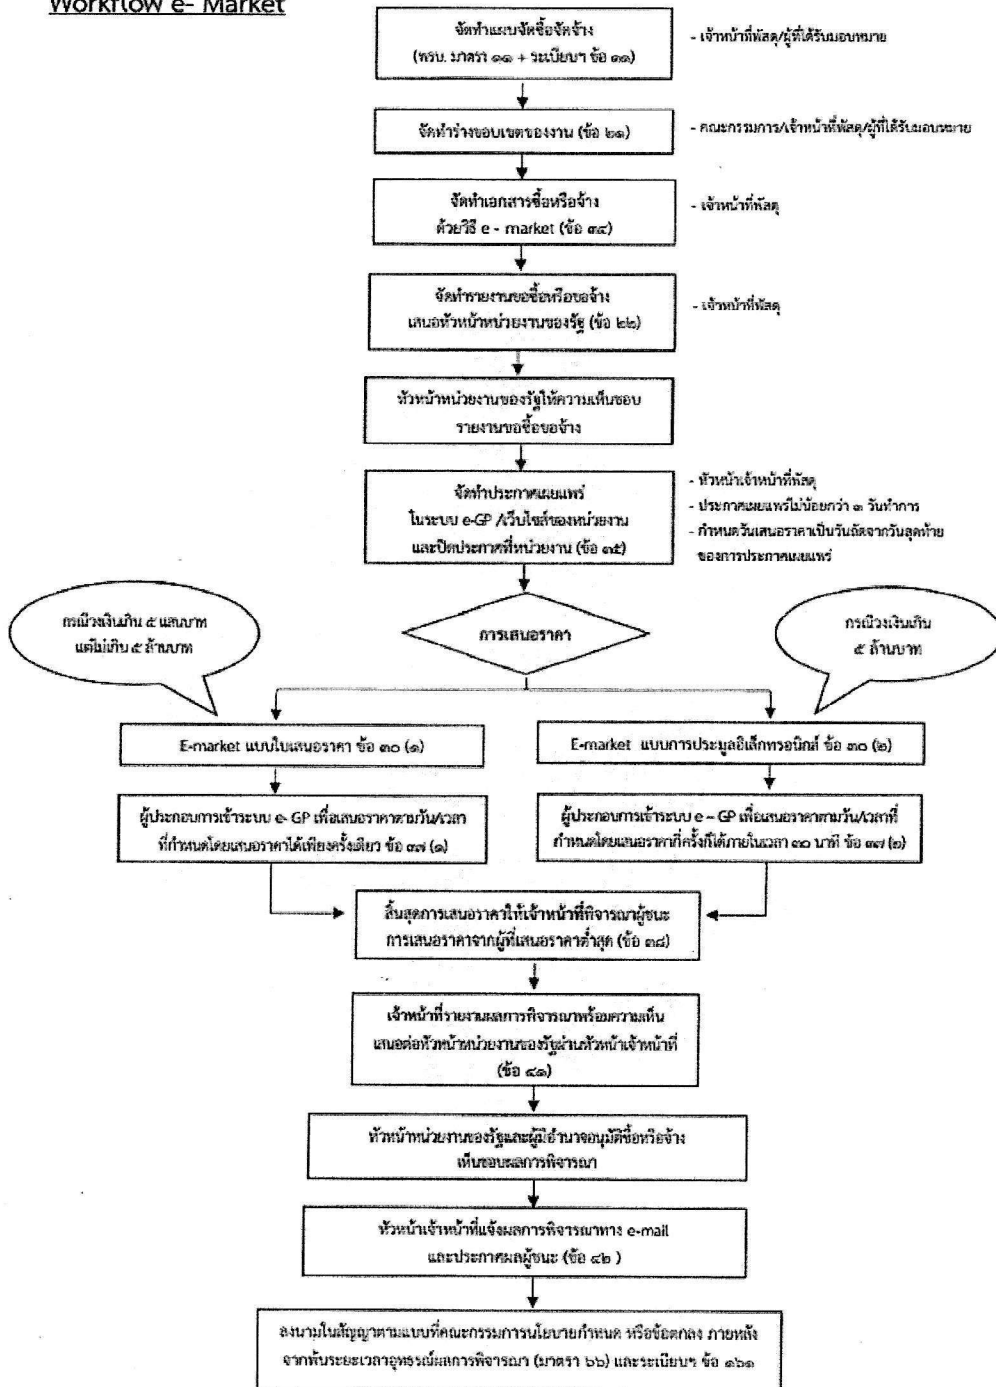 Workflow e- Market
จัดทำแผนจัดซื้อจัดจ้าง
(พรบ. มาตรา ๑๑ + ระเบียบฯ ข้อ ๑๑)
- เจ้าหน้าที่พัสดุ/ผู้ที่ได้รับมอบหมาย
จัดทำร่างขอบเขตของงาน (ข้อ ๒๑)
- คณะกรรมการ/เจ้าหน้าที่พัสดุ/ผู้ที่ได้รับมอบหมาย
จัดทำเอกสารซื้อหรือจ้าง
ด้วยวิธี e - market (ข้อ ๓๔)
- เจ้าหน้าที่พัสดุ
จัดทำรายงานขอซื้อหรือขอจ้าง
เสนอหัวหน้าหน่วยงานของรัฐ (ข้อ ๒๒)
- เจ้าหน้าที่พัสดุ
หัวหน้าหน่วยงานของรัฐให้ความเห็นชอบ
รายงานขอซื้อขอจ้าง
จัดทำประกาศเผยแพร่
ในระบบ e-GP /เว็บไซส์ของหน่วยงาน
และปิดประกาศที่หน่วยงาน (ข้อ ๓๕)
- หัวหน้าเจ้าหน้าที่พัสดุ
- ประกาศเผยแพร่ไม่น้อยกว่า ๓ วันทำการ
- กำหนดวันเสนอราคาเป็นวันถัดจากวันสุดท้าย
ของการประกาศเผยแพร่
กรณีวงเงินเกิน ๕ แสนบาท
แต่ไม่เกิน ๕ ล้านบาท
การเสนอราคา
กรณีวงเงินเกิน
๕ ล้านบาท
E-market แบบใบเสนอราคา ข้อ ๓๐ (๑)
E-market แบบการประมูลอิเล็กทรอนิกส์ ข้อ ๓๐ (๒)
ผู้ประกอบการเข้าระบบ e- GP เพื่อเสนอราคาตามวัน/เวลา
ที่กำหนดโดยเสนอราคาได้เพียงครั้งเดียว ข้อ ๓๗ (๑)
ผู้ประกอบการเข้าระบบ e – GP เพื่อเสนอราคาตามวัน/เวลาที่
กำหนดโดยเสนอราคากี่ครั้งก็ได้ภายในเวลา ๓๐ นาที ข้อ ๓๗ (๒)
สิ้นสุดการเสนอราคาให้เจ้าหน้าที่พิจารณาผู้ชนะ
การเสนอราคาจากผู้ที่เสนอราคาต่ำสุด (ข้อ ๓๘)
เจ้าหน้าที่รายงานผลการพิจารณาพร้อมความเห็น
เสนอต่อหัวหน้าหน่วยงานของรัฐผ่านหัวหน้าเจ้าหน้าที่
(ข้อ ๔๑)
หัวหน้าหน่วยงานของรัฐและผู้มีอำนาจอนุมัติซื้อหรือจ้าง
เห็นชอบผลการพิจารณา
หัวหน้าเจ้าหน้าที่แจ้งผลการพิจารณาทาง e-mail
และประกาศผลผู้ชนะ (ข้อ ๔๒ )
ลงนามในสัญญาตามแบบที่คณะกรรมการนโยบายกำหนด หรือข้อตกลง ภายหลัง
จากพ้นระยะเวลาอุทธรณ์ผลการพิจารณา (มาตรา ๖๖) และระเบียบฯ ข้อ ๑๖๑